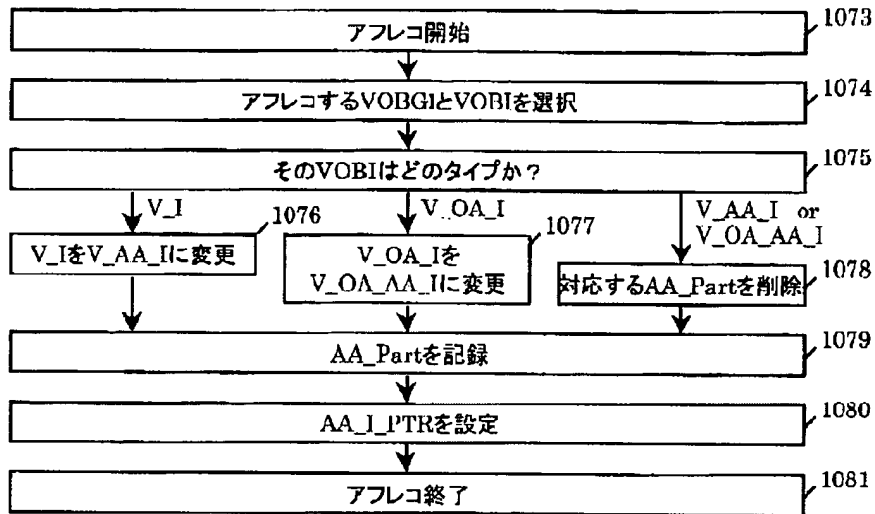 アフレコ開始
1073
アフレコするVOBGIとVOBIを選択
1074
そのVOBIはどのタイプか？
1075
V_I
V_OA_I
V_AA_I or
V_OA_AA_I
1076
V_IをV_AA_Iに変更
1077
V_OA_Iを
V_OA_AA_Iに変更
1078
対応するAA_Partを削除
AA_Partを記録
1079
AA_I_PTRを設定
1080
アフレコ終了
1081